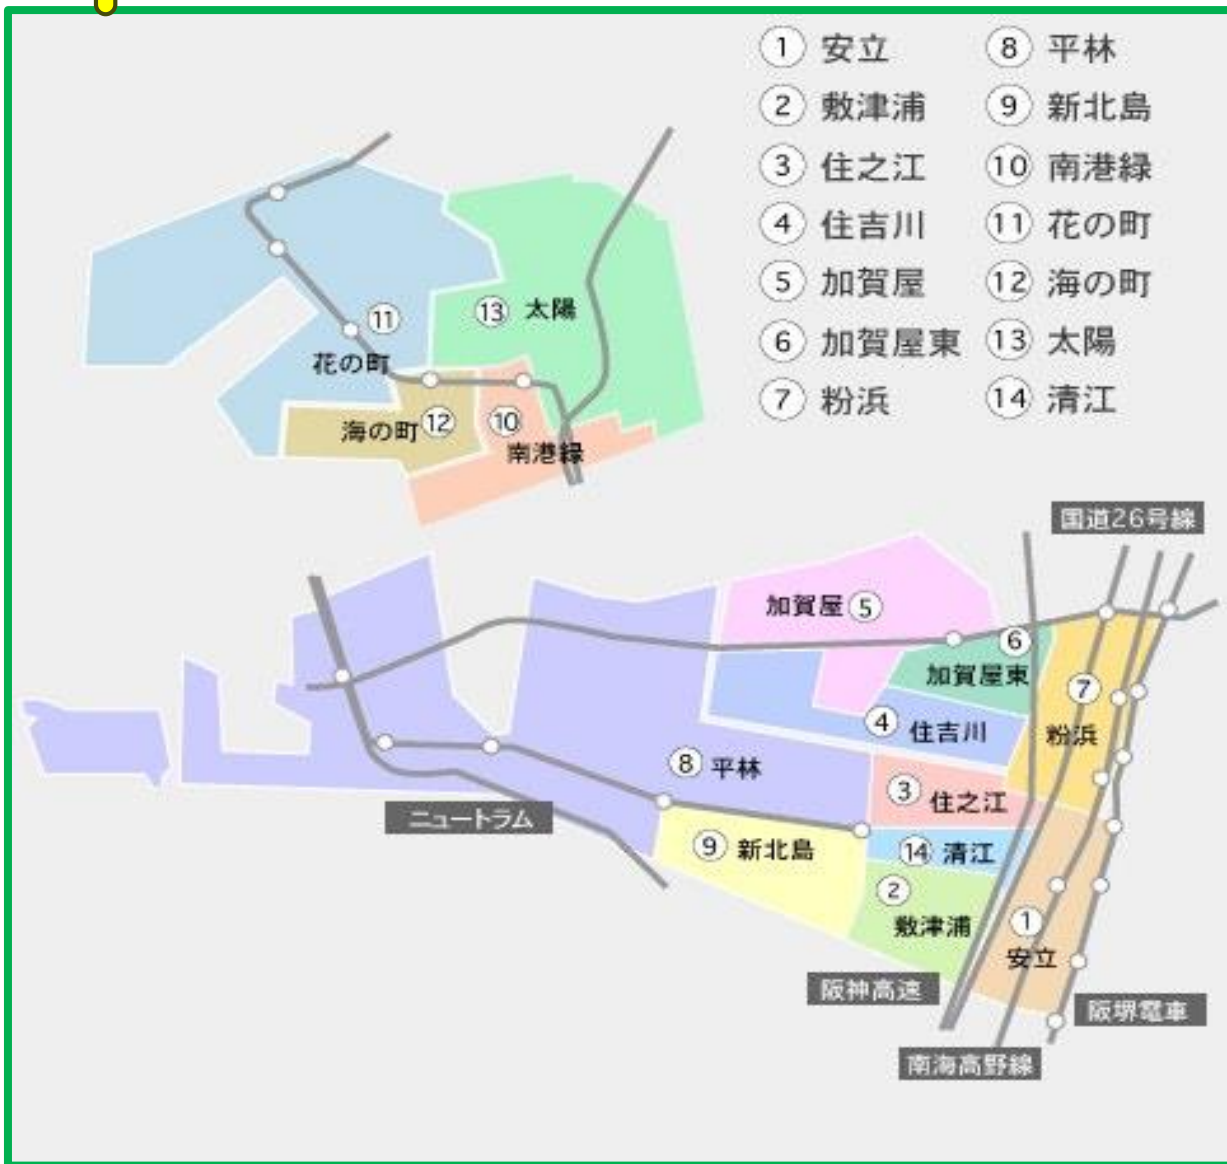 ① 安立 ⑧ 平林
② 敷津浦 ⑨ 新北島
③ 住之江 ⑩ 南港緑
④ 住吉川 ⑪ 花の町
⑤ 加賀屋 ⑫ 海の町
⑥ 加賀屋東 ⑬ 太陽
⑦ 粉浜 ⑭ 清江
⑬ 太陽
⑪
花の町
海の町 ⑫
⑩
南港緑
国道26号線
加賀屋 ⑤
⑥
加賀屋東
⑦
粉浜
④ 住吉川
⑧ 平林
③ 住之江
ニュートラム
⑨ 新北島
⑭ 清江
②
敷津浦
①
安立
阪神高速
阪堺電車
南海高野線